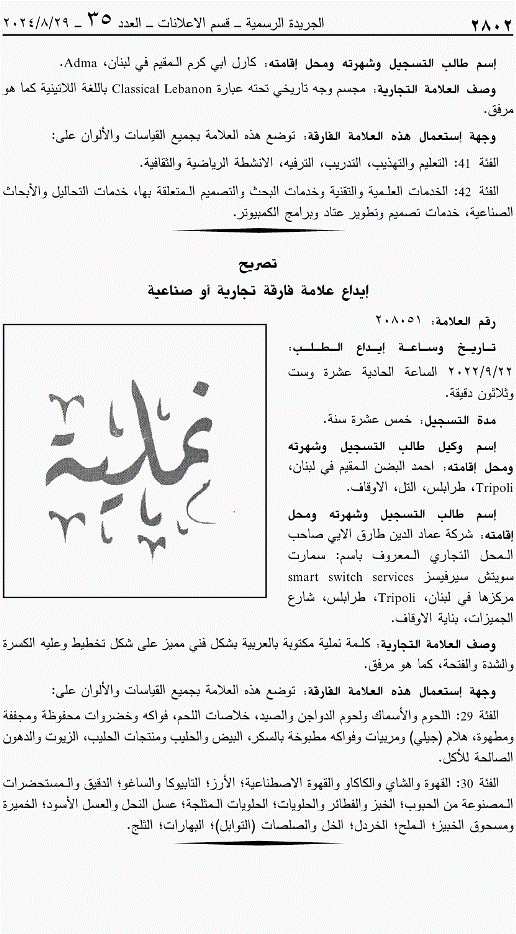 ٢٨٠٢
الجريدة الرسمية ــ قسم الاعلانات ــ العدد ٣٥ ــ ٢٠٢٤/٨/٢٩
إسم طالب التسجيل وشهرته ومحل إقامته: كارل ابي كرم المقيم في لبنان، Adma.
وصف العلامة التجارية: مجسم وجه تاريخي تحته عبارة Classical Lebanon باللغة اللاتينية كما هو
مرفق.
وجهة إستعمال هذه العلامة الفارقة: توضع هذه العلامة بجميع القياسات والألوان على:
الفئة 41: التعليم والتهذيب، التدريب، الترفيه، الانشطة الرياضية والثقافية.
الفئة 42: الخدمات العلمية والتقنية وخدمات البحث والتصميم المتعلقة بها، خدمات التحاليل والأبحاث
الصناعية، خدمات تصميم وتطوير عتاد وبرامج الكمبيوتر.
تصريح
إيداع علامة فارقة تجارية أو صناعية
رقم العلامة: ٢٠٨٠٥١
تاريخ وساعة إيداع الطلب:
٢٠٢٢/٩/٢٢ الساعة الحادية عشرة وست
وثلاثون دقيقة.
مدة التسجيل: خمس عشرة سنة.
إسم وكيل طالب التسجيل وشهرته
ومحل إقامته: احمد البضن المقيم في لبنان،
Tripoli، طرابلس، التل، الاوقاف.
إسم طالب التسجيل وشهرته ومحل
إقامته: شركة عماد الدين طارق الايي صاحب
المحل التجاري المعروف باسم: سمارت
سويتش سيرفيسز smart switch services
مركزها في لبنان، Tripoli، طرابلس، شارع
الجميزات، بناية الاوقاف.
نملية
وصف العلامة التجارية: كلمة نملية مكتوبة بالعربية بشكل فني مميز على شكل تخطيط وعليه الكسرة
والشدة والفتحة، كما هو مرفق.
وجهة إستعمال هذه العلامة الفارقة: توضع هذه العلامة بجميع القياسات والألوان على:
الفئة 29: اللحوم والأسماك ولحوم الدواجن والصيد، خلاصات اللحم، فواكه وخضروات محفوظة ومجففة
ومطهوة، هلام (جيلي) ومربيات وفواكه مطبوخة بالسكر، البيض والحليب ومنتجات الحليب، الزيوت والدهون
الصالحة للأكل.
الفئة 30: القهوة والشاي والكاكاو والقهوة الاصطناعية؛ الأرز؛ التابيوكا والساغو؛ الدقيق والمستحضرات
المصنوعة من الحبوب؛ الخبز والفطائر والحلويات؛ الحلويات المثلجة؛ عسل النحل والعسل الأسود؛ الخميرة
ومسحوق الخبيز؛ الملح؛ الخردل؛ الخل والصلصات (التوابل)؛ البهارات؛ الثلج.